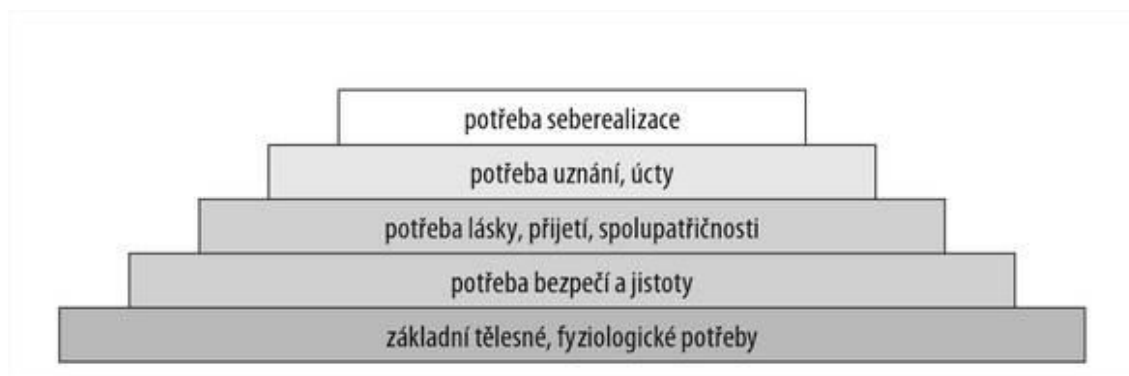 potřeba seberealizace
potřeba uznání, úcty
potřeba lásky, přijetí, spolupatřičnosti
potřeba bezpečí a jistoty
základní tělesné, fyziologické potřeby